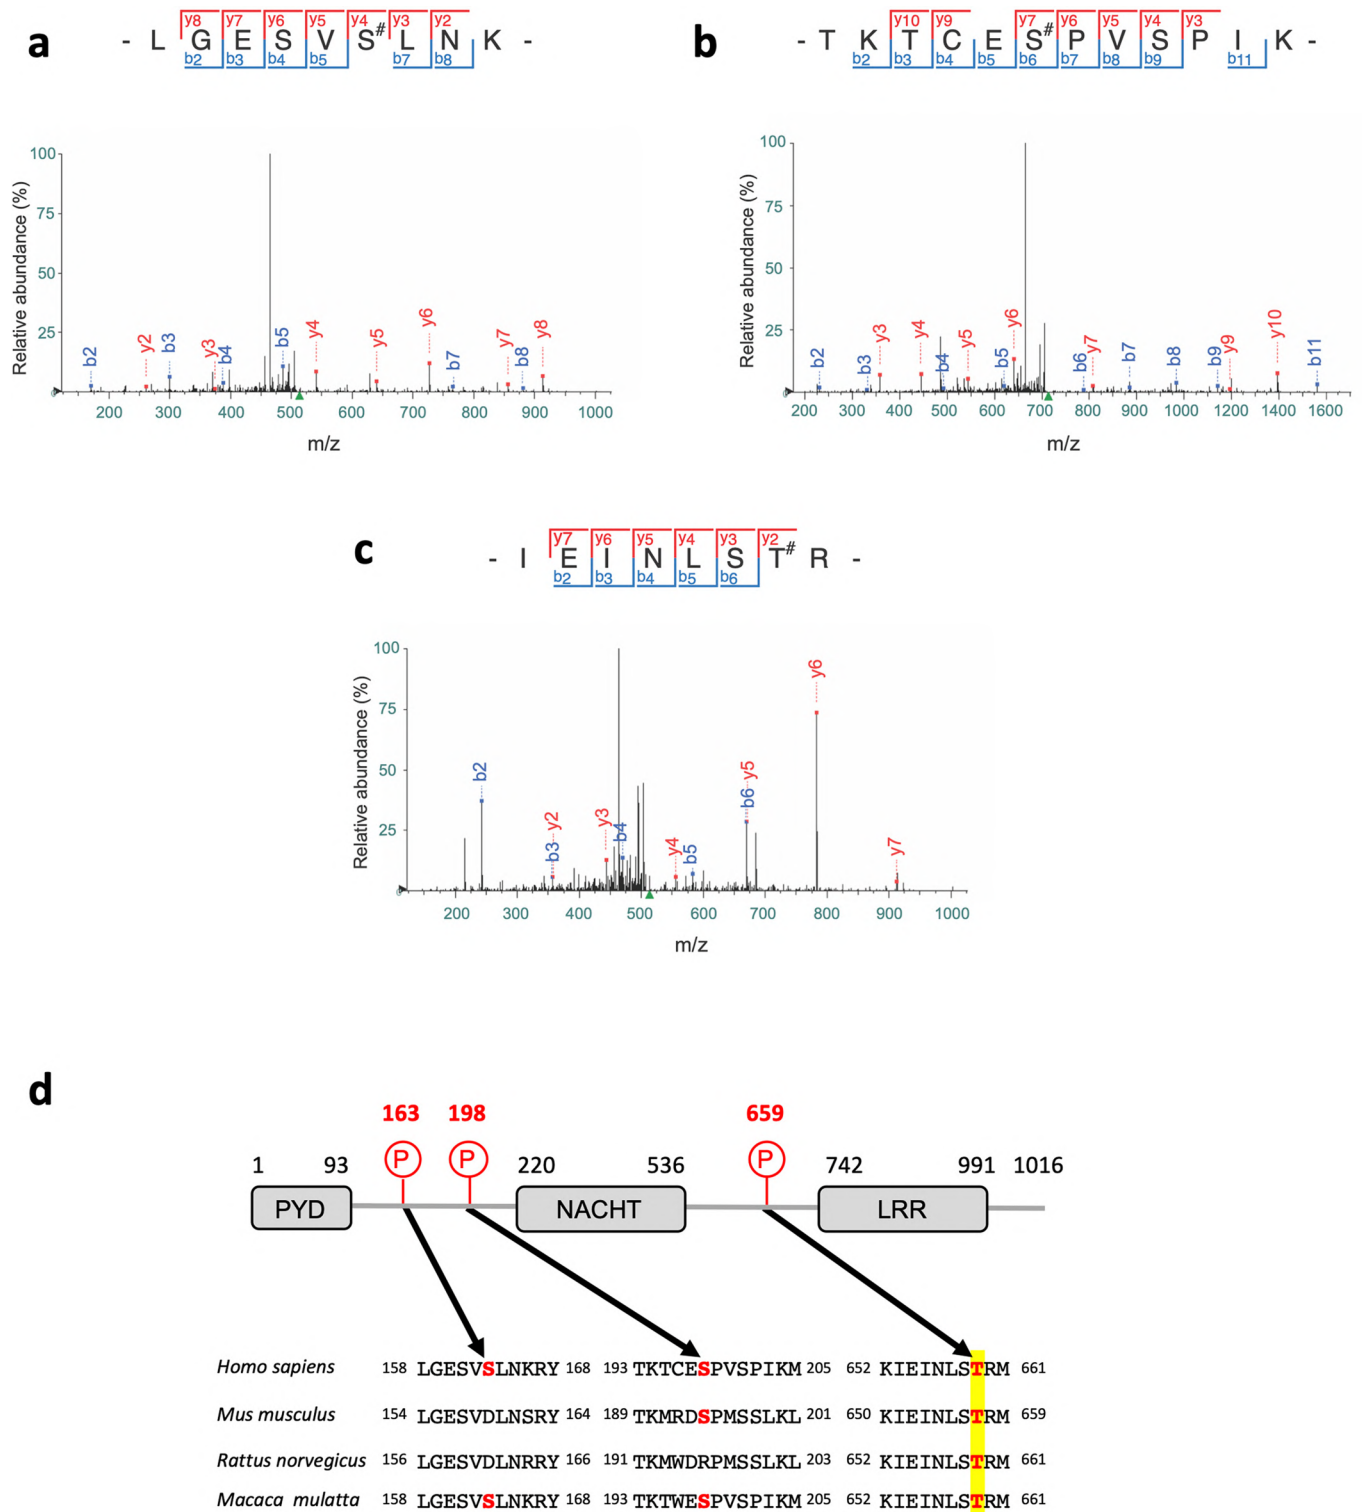 a
y8 y7 y6 y5 y4 y3 y2
- L G E S V S# L N K -
b2 b3 b4 b5 b7 b8
b
y10 y9 y7 y6 y5 y4 y3
- T K T C E S# P V S P I K -
b2 b3 b4 b5 b6 b7 b8 b9 b11
Relative abundance (%)
100
75
50
25
0
b2 y2 b3 y3 b4 b5 y4 y5 y6 b7 y7 b8 y8
200 300 400 500 600 700 800 900 1000
m/z
Relative abundance (%)
100
75
50
25
0
b2 b3 y3 y4 b4 y5 b5 y6 b6 y7 b7 b8 b9 y9 y10 b11
200 300 400 500 600 700 800 900 1000 1200 1400 1600
m/z
c
y7 y6 y5 y4 y3 y2
- I E I N L S T# R -
b2 b3 b4 b5 b6
Relative abundance (%)
100
75
50
25
0
b2 b3 y2 y3 b4 y4 b5 b6 y5 y6 y7
200 300 400 500 600 700 800 900 1000
m/z
d
163 198 659
P P P
1 93 220 536 742 991 1016
PYD NACHT LRR
Homo sapiens 158 LGESVSLNKRY 168 193 TKTCESPVSPIKM 205 652 KIEINLSTRM 661
Mus musculus 154 LGESVDLNSRY 164 189 TKMRDSPMSSLKL 201 650 KIEINLSTRM 659
Rattus norvegicus 156 LGESVDLNRRY 166 191 TKMWDRPMSSLKL 203 652 KIEINLSTRM 661
Macaca mulatta 158 LGESVSLNKRY 168 193 TKTWESPVSPIKM 205 652 KIEINLSTRM 661